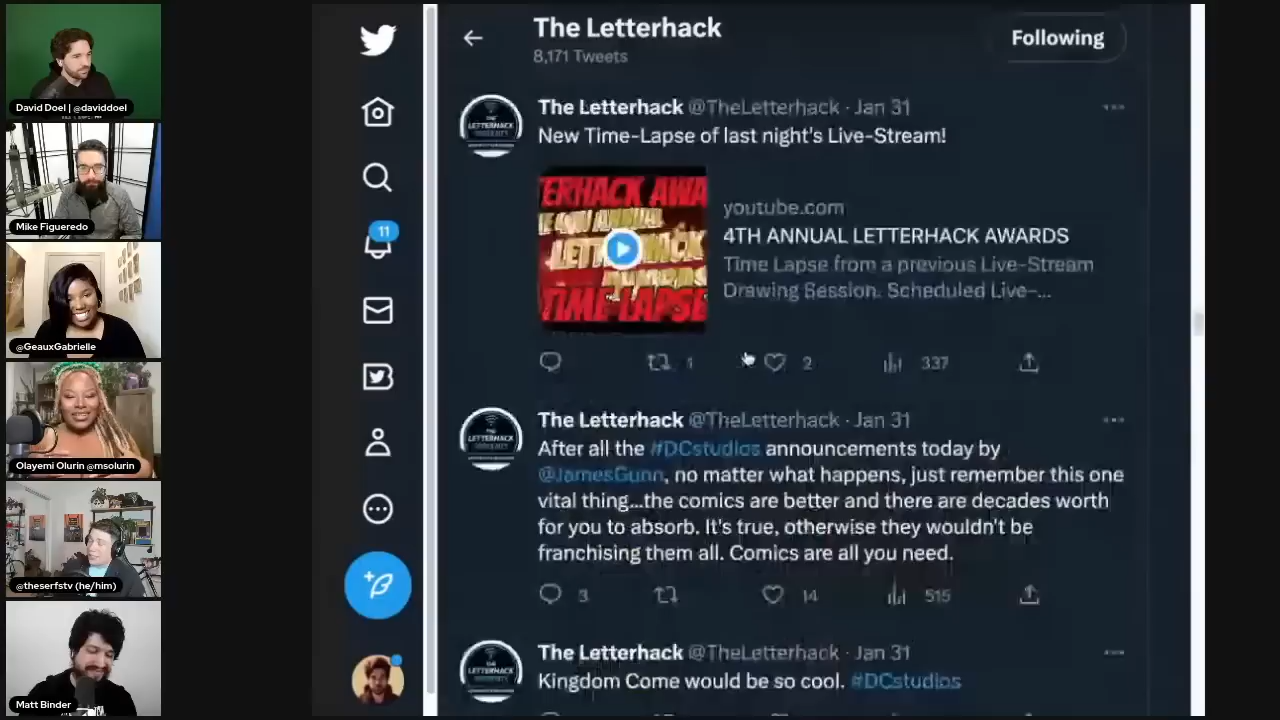 David Doel | @daviddoel
Mike Figueredo
@GeauxGabrielle
Olayemi Olurin @msolurin
@theserfstv (he/him)
Matt Binder
11
The Letterhack
8,171 Tweets
Following
The Letterhack @TheLetterhack · Jan 31
New Time-Lapse of last night's Live-Stream!
TERHACK AWA
LETTERHACK
TIME LAPSE
youtube.com
4TH ANNUAL LETTERHACK AWARDS
Time Lapse from a previous Live-Stream
Drawing Session. Scheduled Live-...
1
2
337
The Letterhack @TheLetterhack · Jan 31
After all the #DCstudios announcements today by
@JamesGunn, no matter what happens, just remember this one
vital thing...the comics are better and there are decades worth
for you to absorb. It's true, otherwise they wouldn't be
franchising them all. Comics are all you need.
3
14
515
The Letterhack @TheLetterhack · Jan 31
Kingdom Come would be so cool. #DCstudios